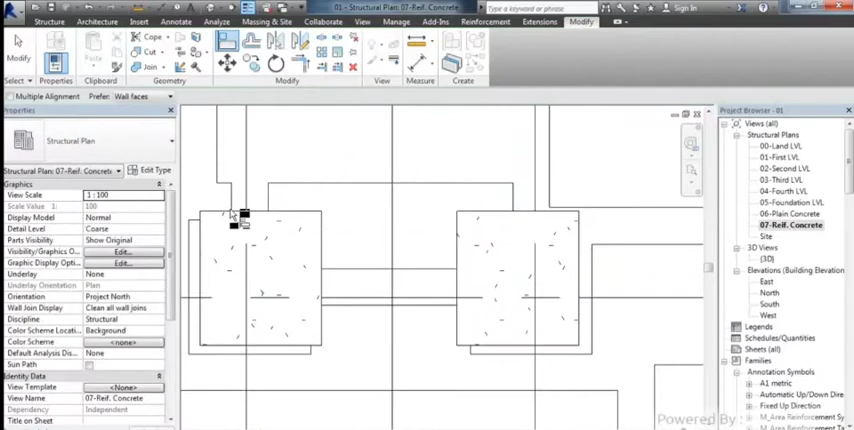 01 - Structural Plan: 07-Reif. Concrete
Type a keyword or phrase
Sign In
Structure Architecture Insert Annotate Analyze Massing & Site Collaborate View Manage Add-Ins Reinforcement Extensions Modify
Modify
Paste
Cope
Cut
Join
Select Properties Clipboard Geometry Modify View Measure Create
Multiple Alignment Prefer: Wall faces
Properties
Structural Plan
Structural Plan: 07-Reif. Concrete Edit Type
Graphics
View Scale 1 : 100
Scale Value 1: 100
Display Model Normal
Detail Level Coarse
Parts Visibility Show Original
Visibility/Graphics O... Edit...
Graphic Display Opti... Edit...
Underlay None
Underlay Orientation Plan
Orientation Project North
Wall Join Display Clean all wall joins
Discipline Structural
Color Scheme Locati... Background
Color Scheme <none>
Default Analysis Dis... None
Sun Path
Identity Data
View Template <None>
View Name 07-Reif. Concrete
Dependency Independent
Title on Sheet
Project Browser - 01
Views (all)
Structural Plans
00-Land LVL
01-First LVL
02-Second LVL
03-Third LVL
04-Fourth LVL
05-Foundation LVL
06-Plain Concrete
07-Reif. Concrete
Site
3D Views
{3D}
Elevations (Building Elevation
East
North
South
West
Legends
Schedules/Quantities
Sheets (all)
Families
Annotation Symbols
A1 metric
Automatic Up/Down Dire
Fixed Up Direction
M_Area Reinforcement Sy
Powered By :